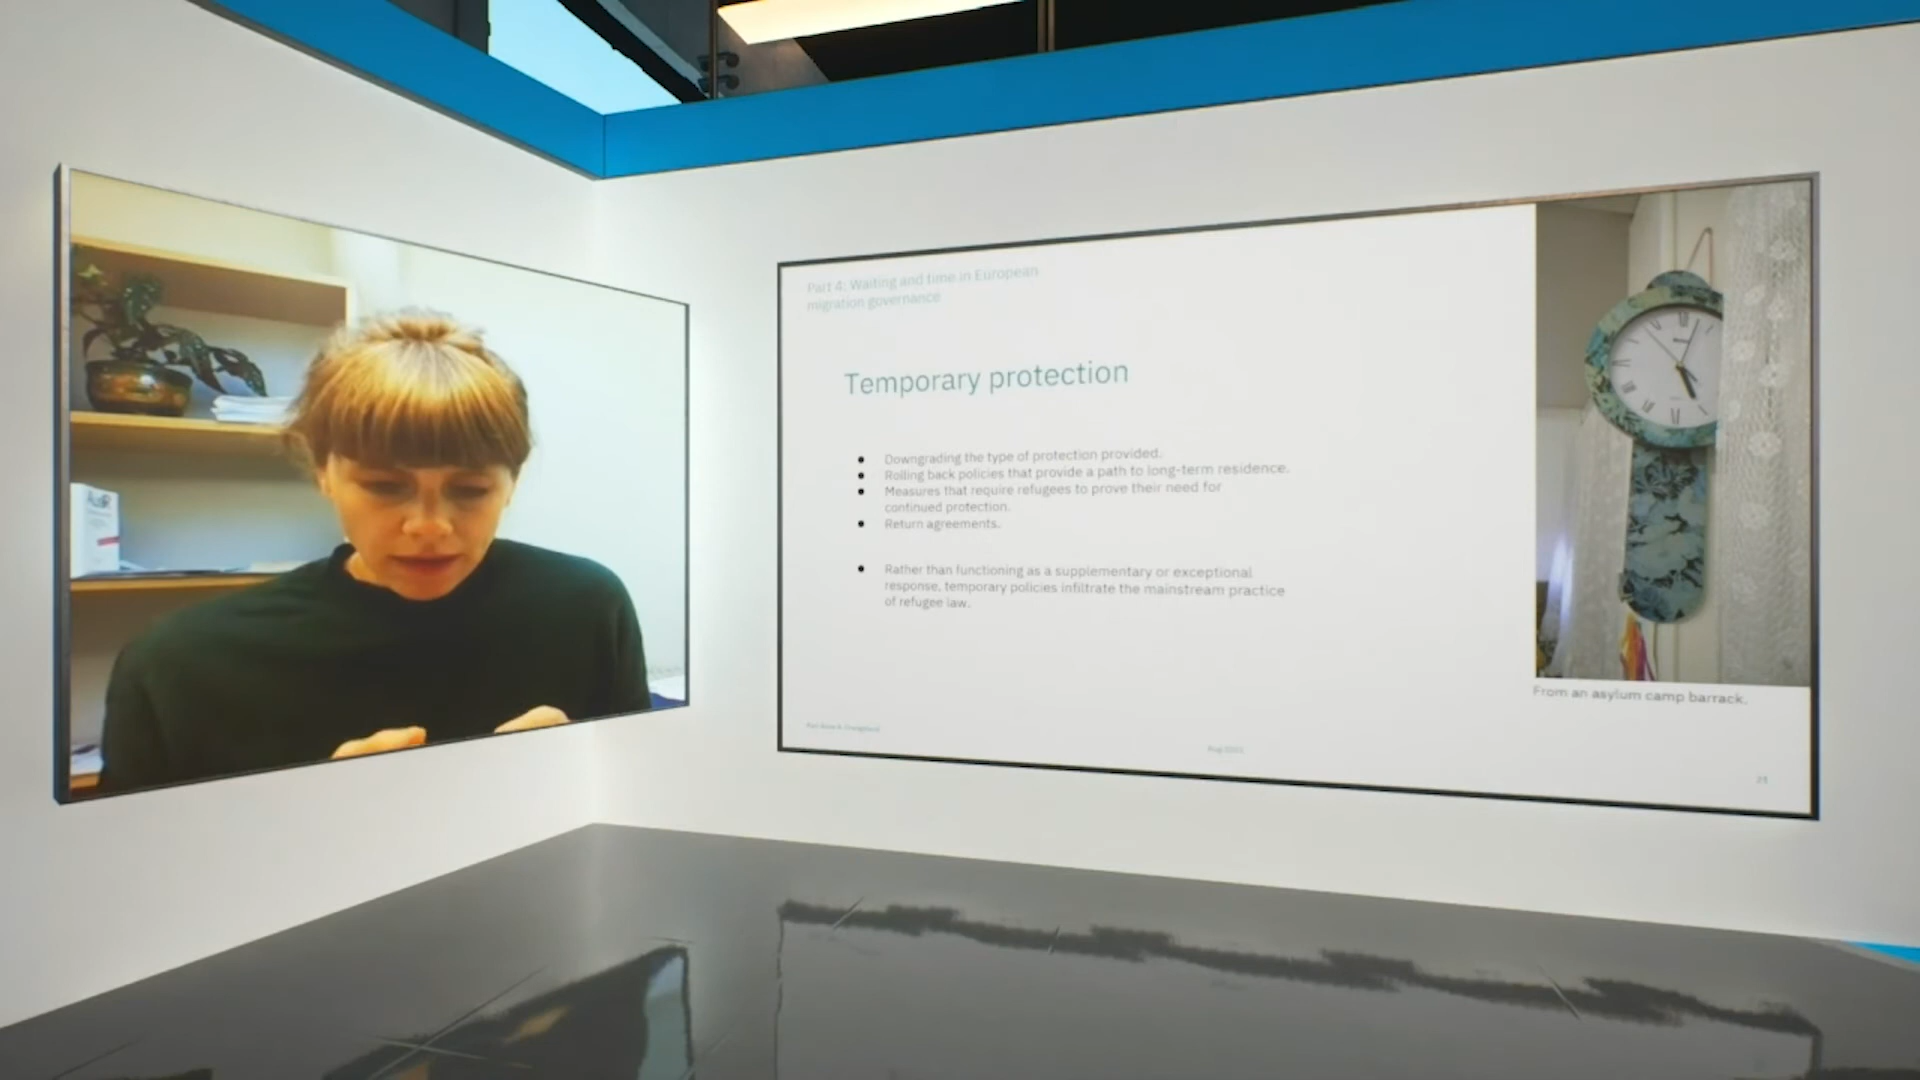 Part 4: Waiting and time in European
migration governance
Temporary protection
Downgrading the type of protection provided.
Rolling back policies that provide a path to long-term residence.
Measures that require refugees to prove their need for
continued protection.
Return agreements.
Rather than functioning as a supplementary or exceptional
response, temporary policies infiltrate the mainstream practice
of refugee law.
From an asylum camp barrack.